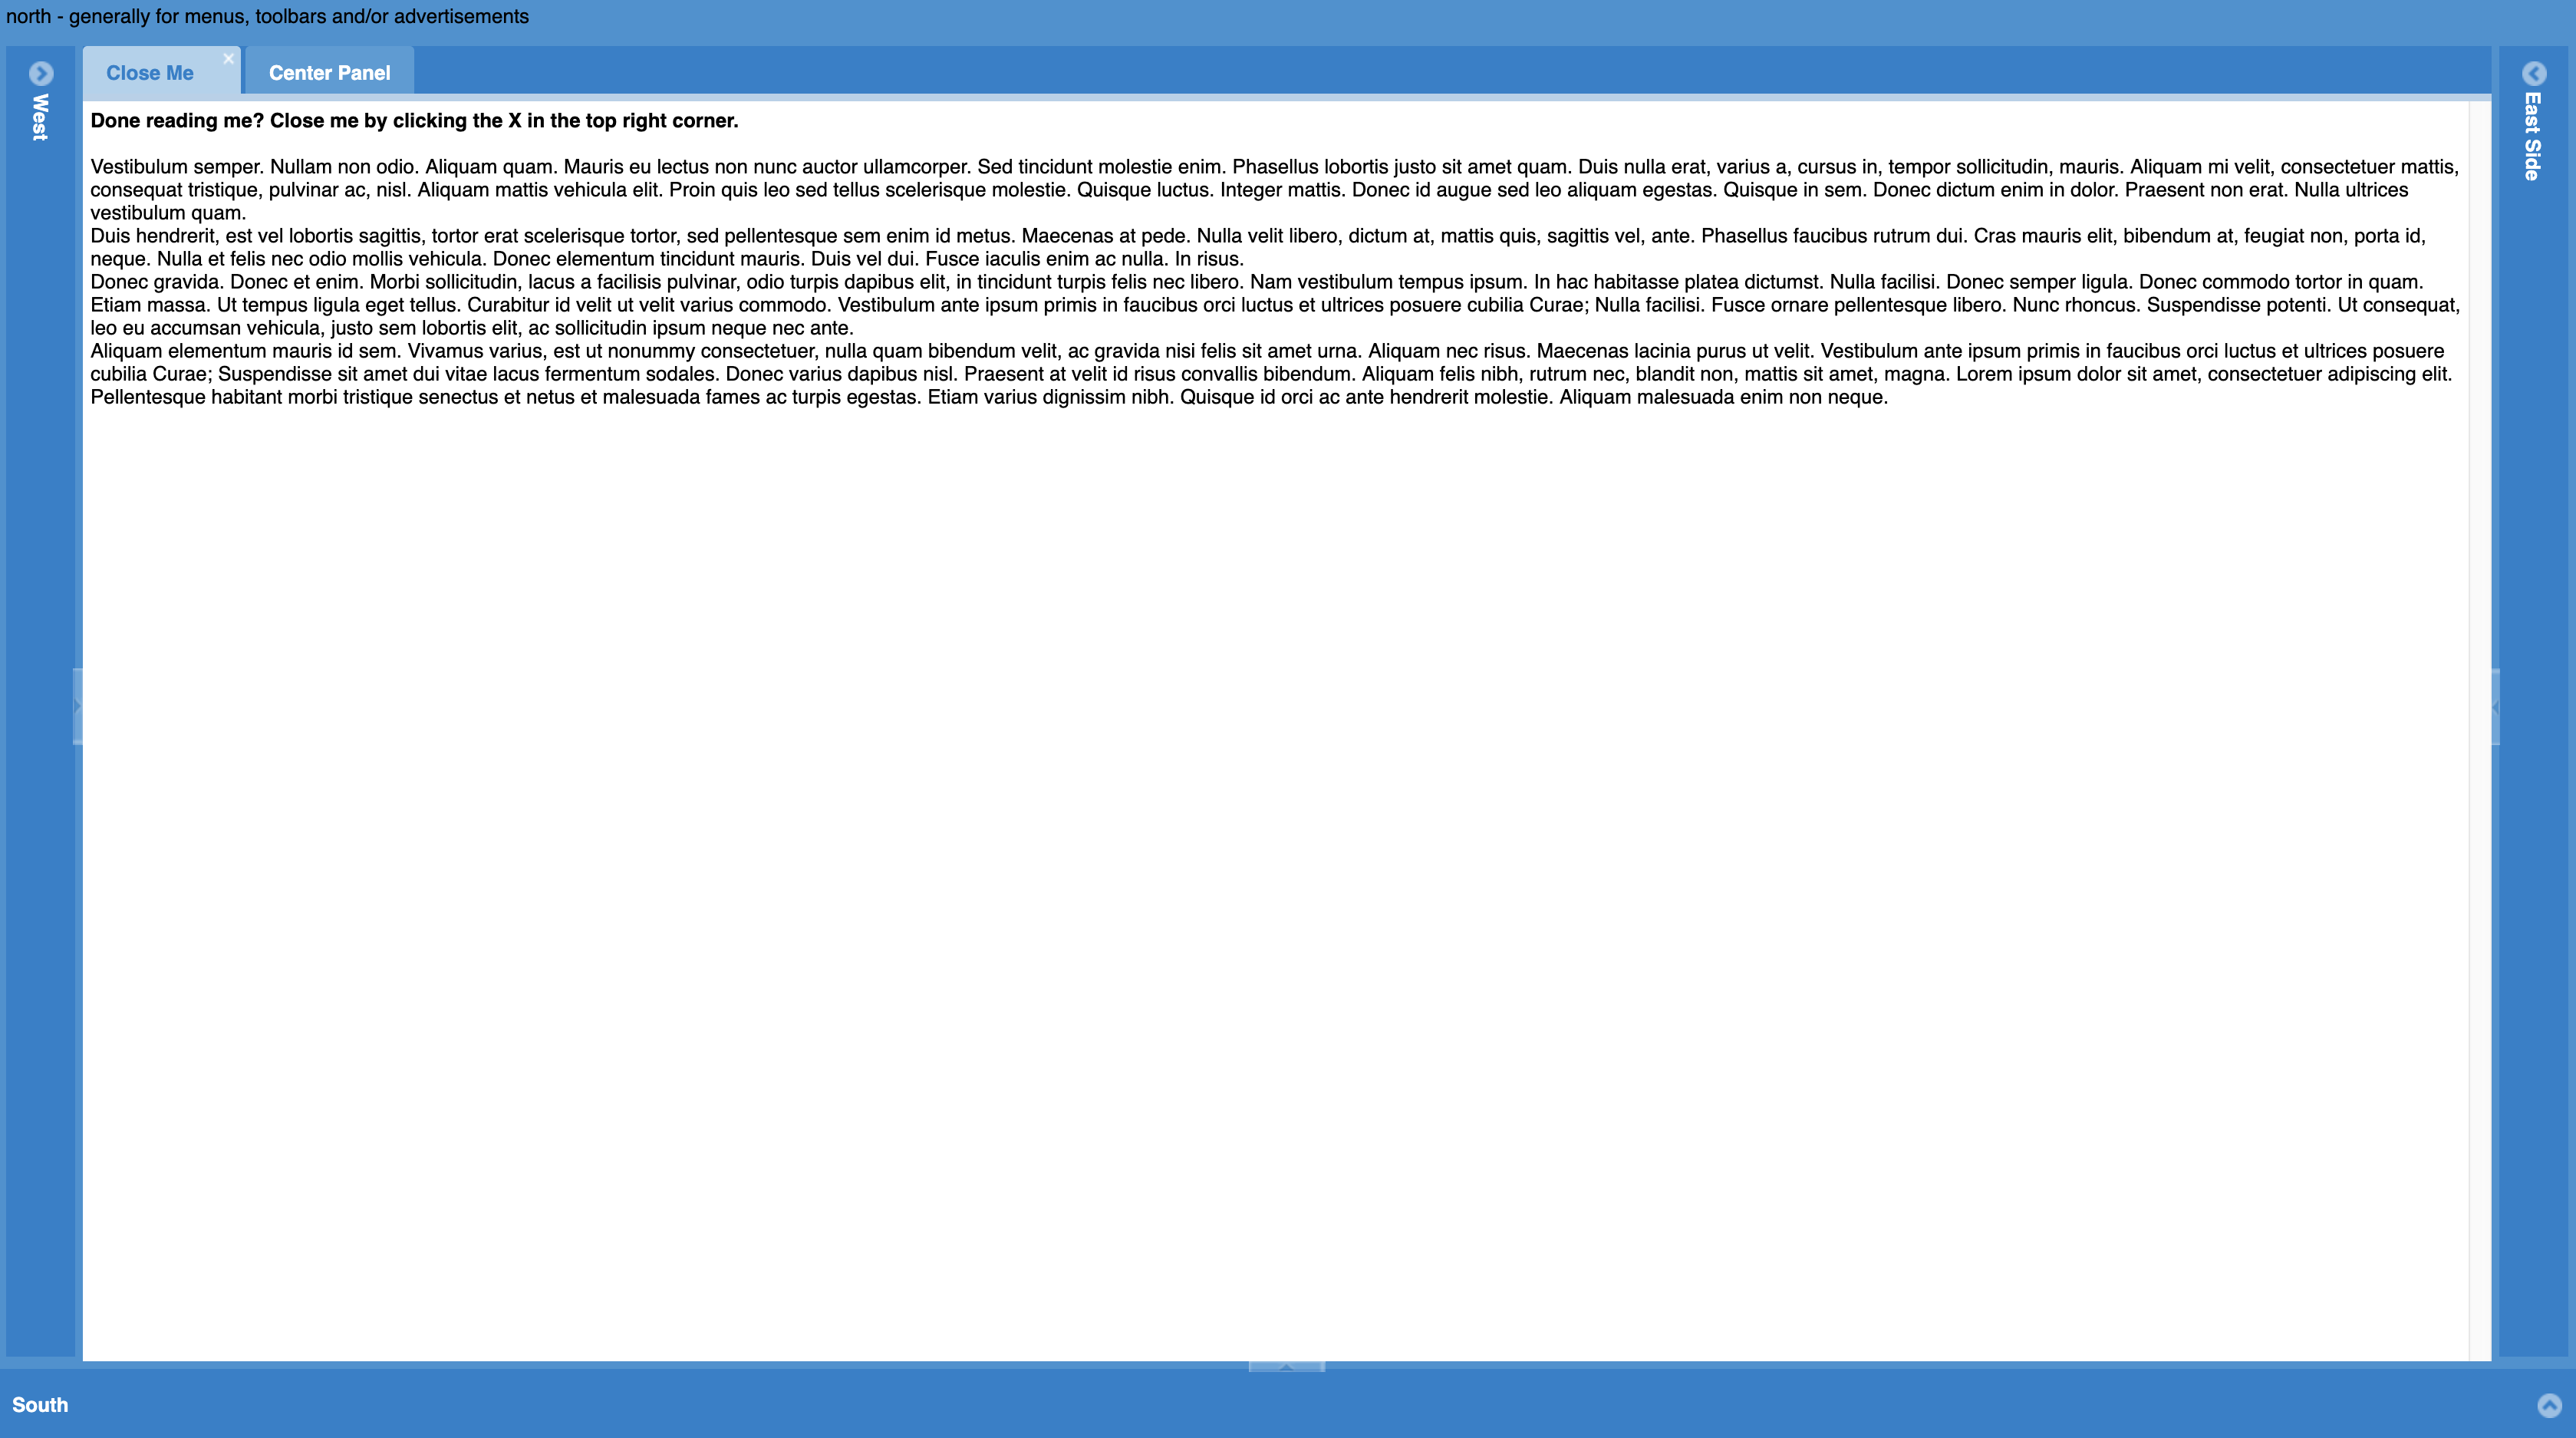 north - generally for menus, toolbars and/or advertisements
West
Close Me
Center Panel
East Side
Done reading me? Close me by clicking the X in the top right corner.
Vestibulum semper. Nullam non odio. Aliquam quam. Mauris eu lectus non nunc auctor ullamcorper. Sed tincidunt molestie enim. Phasellus lobortis justo sit amet quam. Duis nulla erat, varius a, cursus in, tempor sollicitudin, mauris. Aliquam mi velit, consectetuer mattis,
consequat tristique, pulvinar ac, nisl. Aliquam mattis vehicula elit. Proin quis leo sed tellus scelerisque molestie. Quisque luctus. Integer mattis. Donec id augue sed leo aliquam egestas. Quisque in sem. Donec dictum enim in dolor. Praesent non erat. Nulla ultrices
vestibulum quam.
Duis hendrerit, est vel lobortis sagittis, tortor erat scelerisque tortor, sed pellentesque sem enim id metus. Maecenas at pede. Nulla velit libero, dictum at, mattis quis, sagittis vel, ante. Phasellus faucibus rutrum dui. Cras mauris elit, bibendum at, feugiat non, porta id,
neque. Nulla et felis nec odio mollis vehicula. Donec elementum tincidunt mauris. Duis vel dui. Fusce iaculis enim ac nulla. In risus.
Donec gravida. Donec et enim. Morbi sollicitudin, lacus a facilisis pulvinar, odio turpis dapibus elit, in tincidunt turpis felis nec libero. Nam vestibulum tempus ipsum. In hac habitasse platea dictumst. Nulla facilisi. Donec semper ligula. Donec commodo tortor in quam.
Etiam massa. Ut tempus ligula eget tellus. Curabitur id velit ut velit varius commodo. Vestibulum ante ipsum primis in faucibus orci luctus et ultrices posuere cubilia Curae; Nulla facilisi. Fusce ornare pellentesque libero. Nunc rhoncus. Suspendisse potenti. Ut consequat,
leo eu accumsan vehicula, justo sem lobortis elit, ac sollicitudin ipsum neque nec ante.
Aliquam elementum mauris id sem. Vivamus varius, est ut nonummy consectetuer, nulla quam bibendum velit, ac gravida nisi felis sit amet urna. Aliquam nec risus. Maecenas lacinia purus ut velit. Vestibulum ante ipsum primis in faucibus orci luctus et ultrices posuere
cubilia Curae; Suspendisse sit amet dui vitae lacus fermentum sodales. Donec varius dapibus nisl. Praesent at velit id risus convallis bibendum. Aliquam felis nibh, rutrum nec, blandit non, mattis sit amet, magna. Lorem ipsum dolor sit amet, consectetuer adipiscing elit.
Pellentesque habitant morbi tristique senectus et netus et malesuada fames ac turpis egestas. Etiam varius dignissim nibh. Quisque id orci ac ante hendrerit molestie. Aliquam malesuada enim non neque.
South